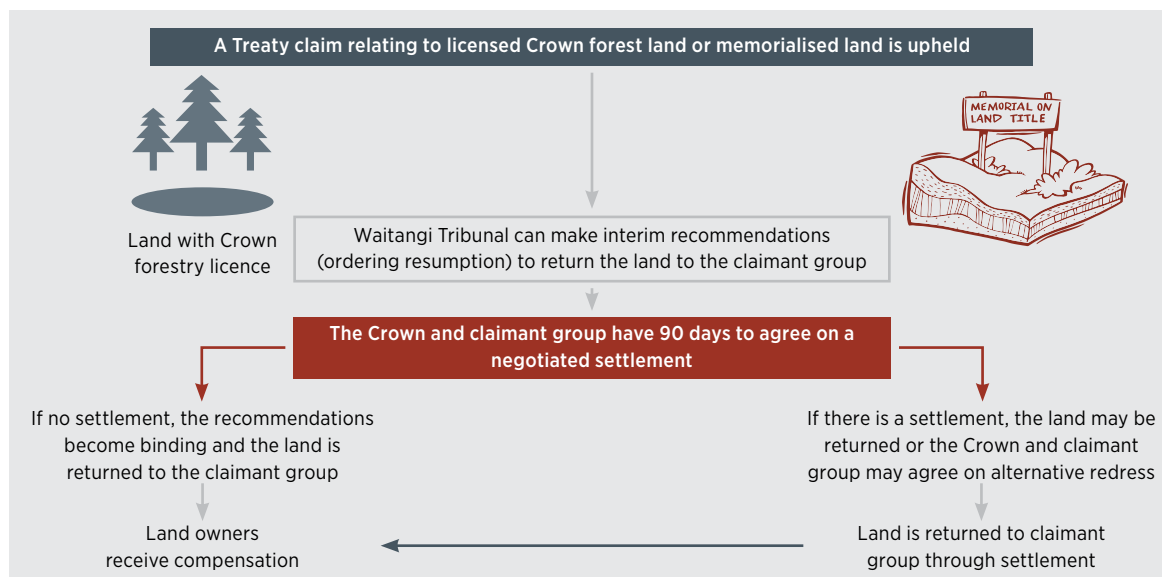 A Treaty claim relating to licensed Crown forest land or memorialised land is upheld
MEMORIAL ON
LAND TITLE
Land with Crown
forestry licence
Waitangi Tribunal can make interim recommendations
(ordering resumption) to return the land to the claimant group
The Crown and claimant group have 90 days to agree on a
negotiated settlement
If no settlement, the recommendations
become binding and the land is
returned to the claimant group
If there is a settlement, the land may be
returned or the Crown and claimant
group may agree on alternative redress
Land owners
receive compensation
Land is returned to claimant
group through settlement